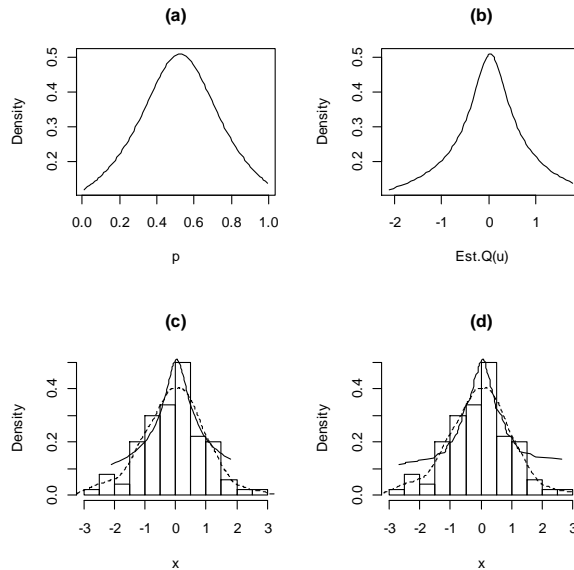 (a)
Density
0.2 0.3 0.4 0.5
0.0 0.2 0.4 0.6 0.8 1.0
p
(b)
Density
0.2 0.3 0.4 0.5
-2 -1 0 1
Est.Q(u)
(c)
Density
0.0 0.2 0.4
-3 -2 -1 0 1 2 3
x
(d)
Density
0.0 0.2 0.4
-3 -2 -1 0 1 2 3
x